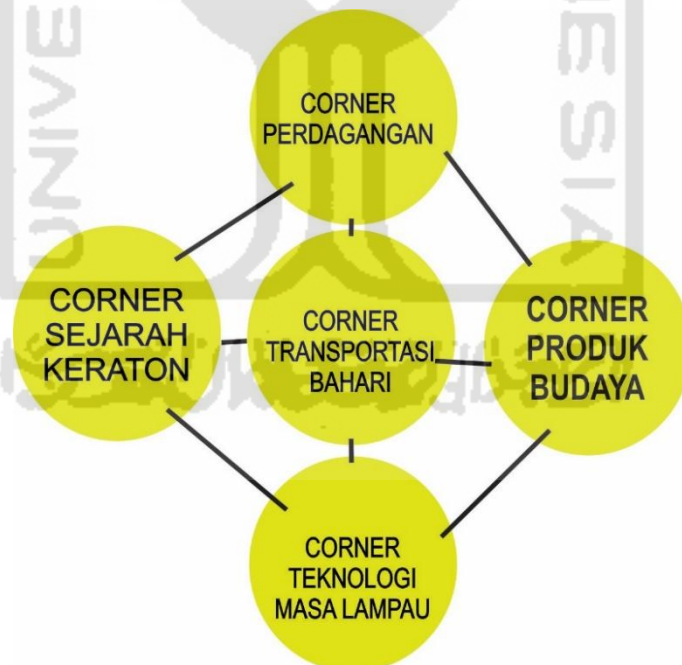 CORNER
PERDAGANGAN
CORNER
SEJARAH
KERATON
CORNER
TRANSPORTASI
BAHARI
CORNER
PRODUK
BUDAYA
CORNER
TEKNOLOGI
MASA LAMPAU